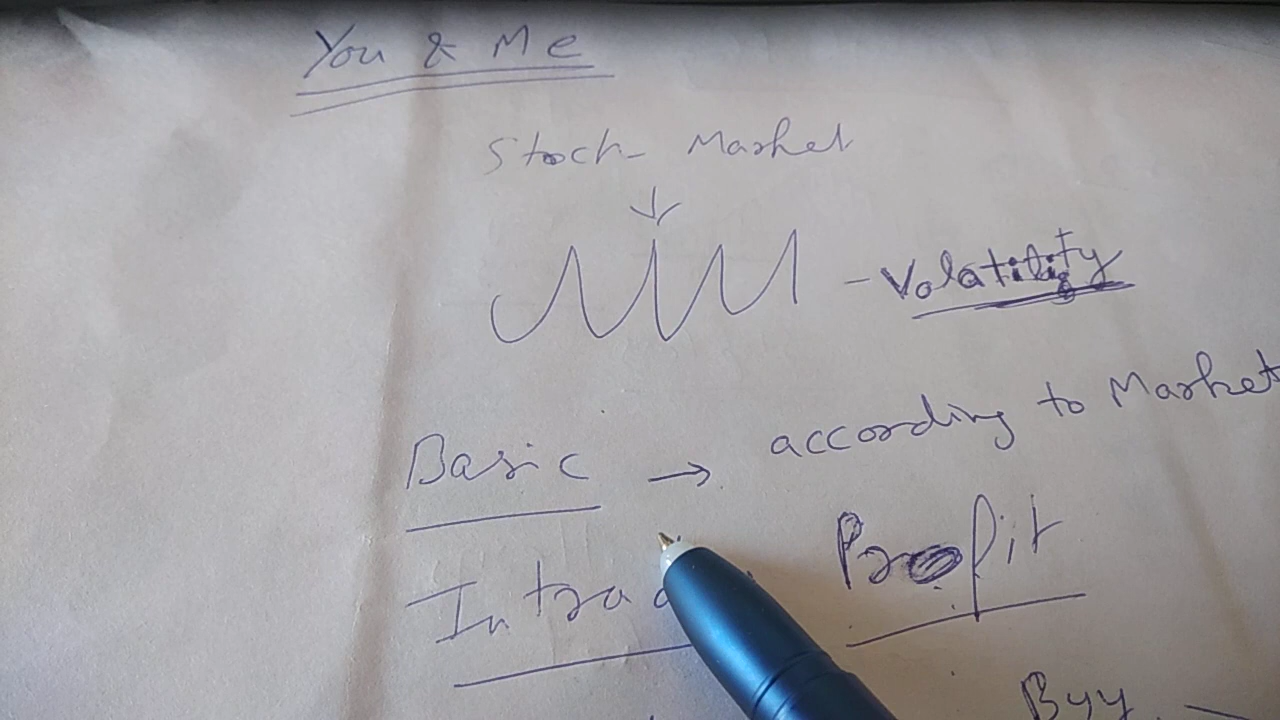 You & Me
Stock Market
- Volatility
Basic → according to Market
Profit
Buy